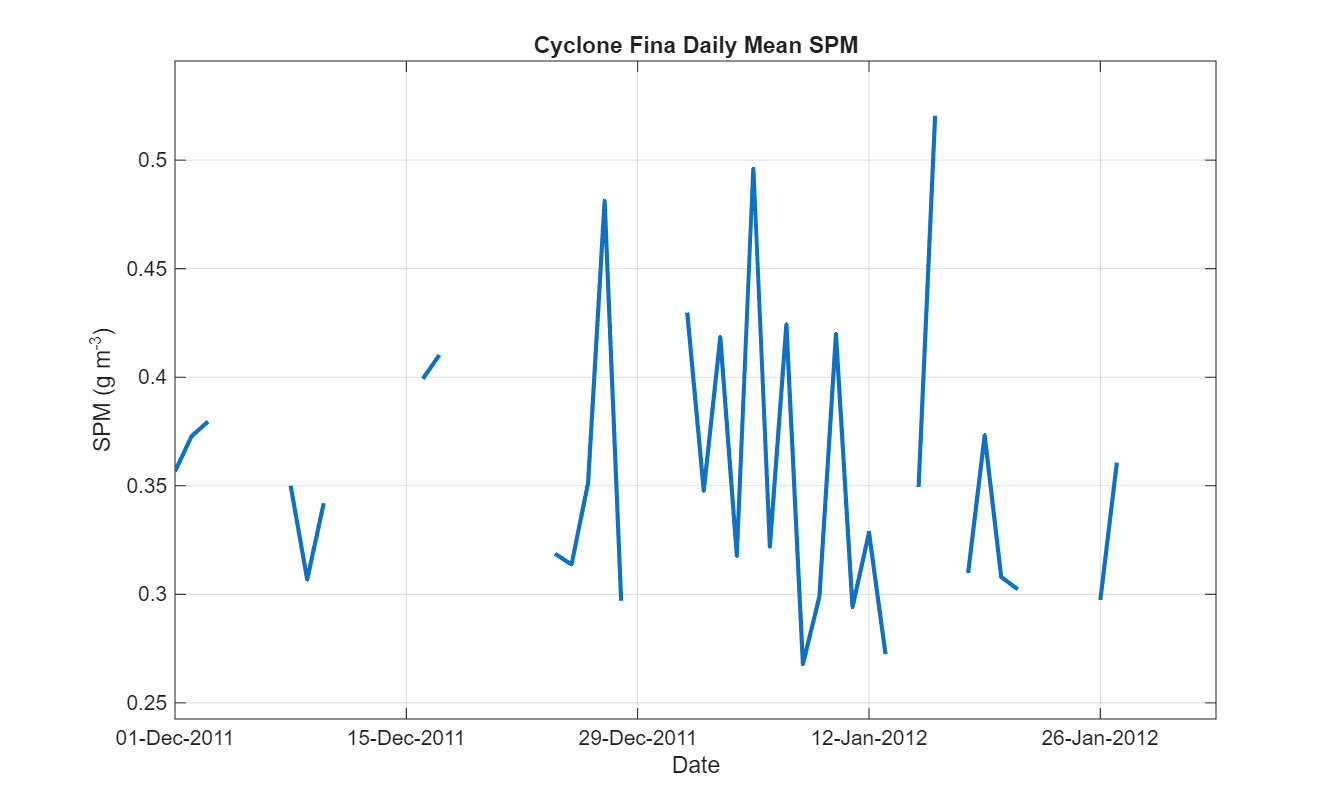 Cyclone Fina Daily Mean SPM
0.5
0.45
0.4
0.35
0.3
0.25
SPM (g m⁻³)
01-Dec-2011
15-Dec-2011
29-Dec-2011
12-Jan-2012
26-Jan-2012
Date